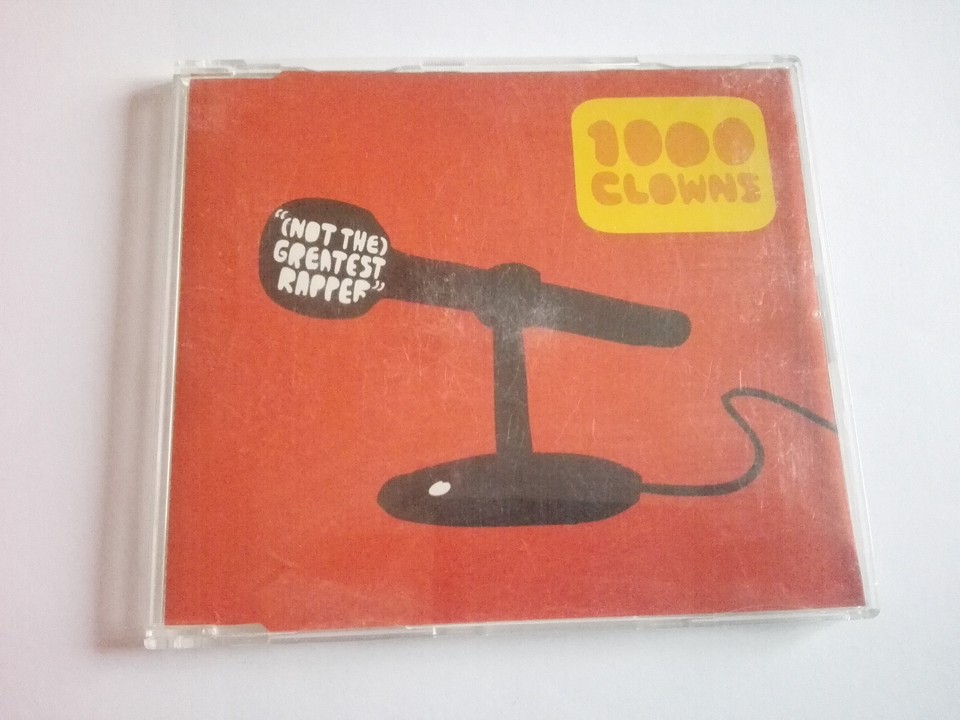 1000
CLOWNS
"(NOT THE)
GREATEST
RAPPER"